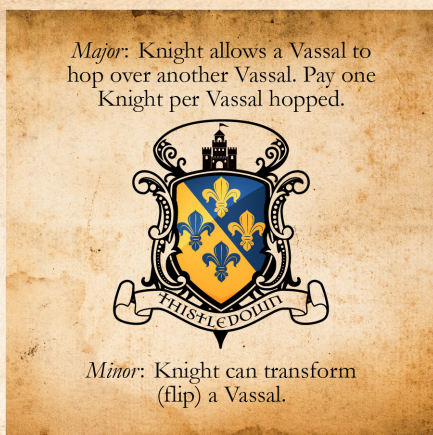 Major: Knight allows a Vassal to
hop over another Vassal. Pay one
Knight per Vassal hopped.
THISTLEDOWN
Minor: Knight can transform
(flip) a Vassal.